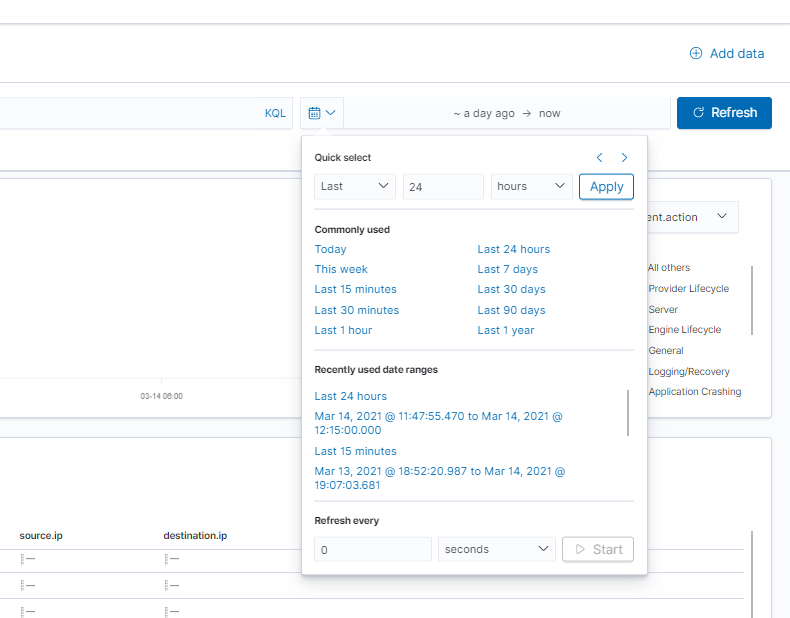 Add data
KQL
~ a day ago → now
Refresh
Quick select
Last
24
hours
Apply
Commonly used
Today
Last 24 hours
This week
Last 7 days
Last 15 minutes
Last 30 days
Last 30 minutes
Last 90 days
Last 1 hour
Last 1 year
Recently used date ranges
Last 24 hours
Mar 14, 2021 @ 11:47:55.470 to Mar 14, 2021 @
12:15:00.000
Last 15 minutes
Mar 13, 2021 @ 18:52:20.987 to Mar 14, 2021 @
19:07:03.681
Refresh every
0
seconds
Start
ent.action
All others
Provider Lifecycle
Server
Engine Lifecycle
General
Logging/Recovery
Application Crashing
03-14 06:00
source.ip
destination.ip